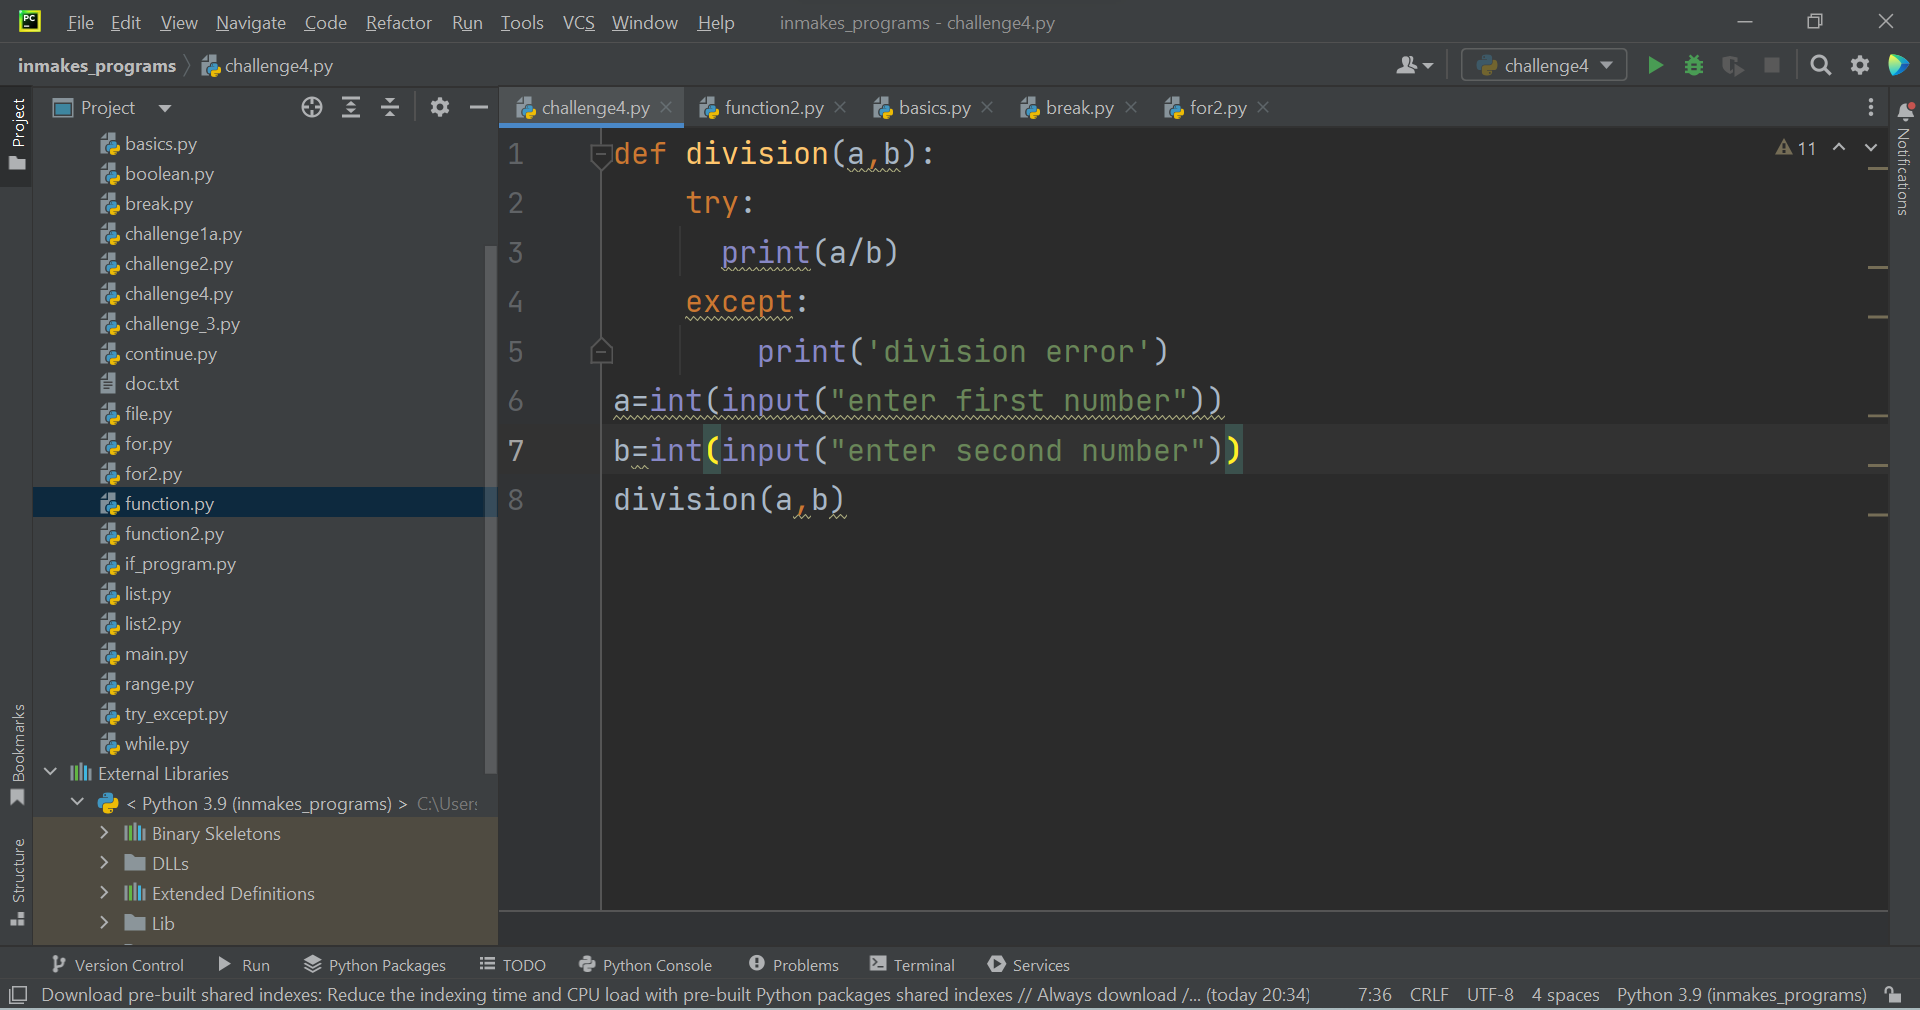 PC File Edit View Navigate Code Refactor Run Tools VCS Window Help inmakes_programs - challenge4.py
inmakes_programs challenge4.py challenge4
Project
Project
challenge4.py function2.py basics.py break.py for2.py
Notifications
basics.py
boolean.py
break.py
challenge1a.py
challenge2.py
challenge4.py
challenge_3.py
continue.py
doc.txt
file.py
for.py
for2.py
function.py
function2.py
if_program.py
list.py
list2.py
main.py
range.py
try_except.py
while.py
External Libraries
< Python 3.9 (inmakes_programs) > C:\Users
Binary Skeletons
DLLs
Extended Definitions
Lib
Bookmarks
Structure
11
1 def division(a,b):
2 try:
3 print(a/b)
4 except:
5 print('division error')
6 a=int(input("enter first number"))
7 b=int(input("enter second number"))
8 division(a,b)
Version Control Run Python Packages TODO Python Console Problems Terminal Services
Download pre-built shared indexes: Reduce the indexing time and CPU load with pre-built Python packages shared indexes // Always download /... (today 20:34) 7:36 CRLF UTF-8 4 spaces Python 3.9 (inmakes_programs)